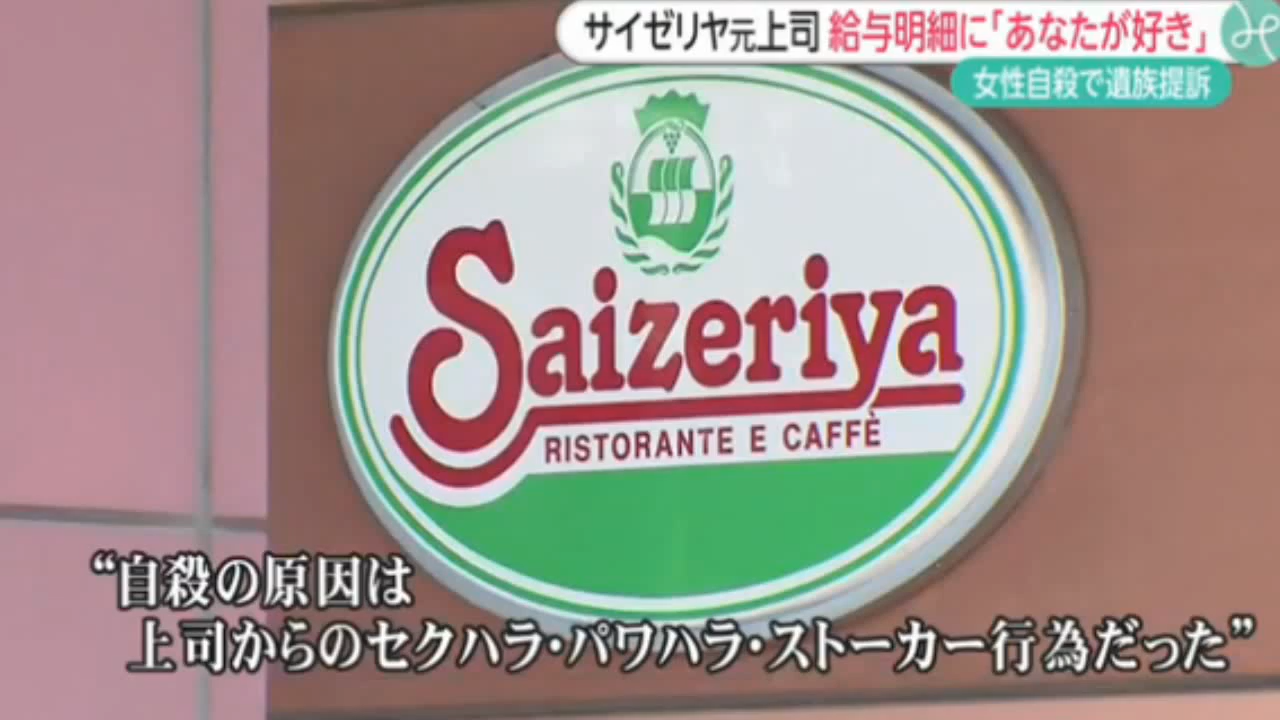 サイゼリヤ元上司 給与明細に「あなたが好き」
女性自殺で遺族提訴
Saizeriya
RISTORANTE E CAFFÈ
“自殺の原因は
上司からのセクハラ・パワハラ・ストーカー行為だった”